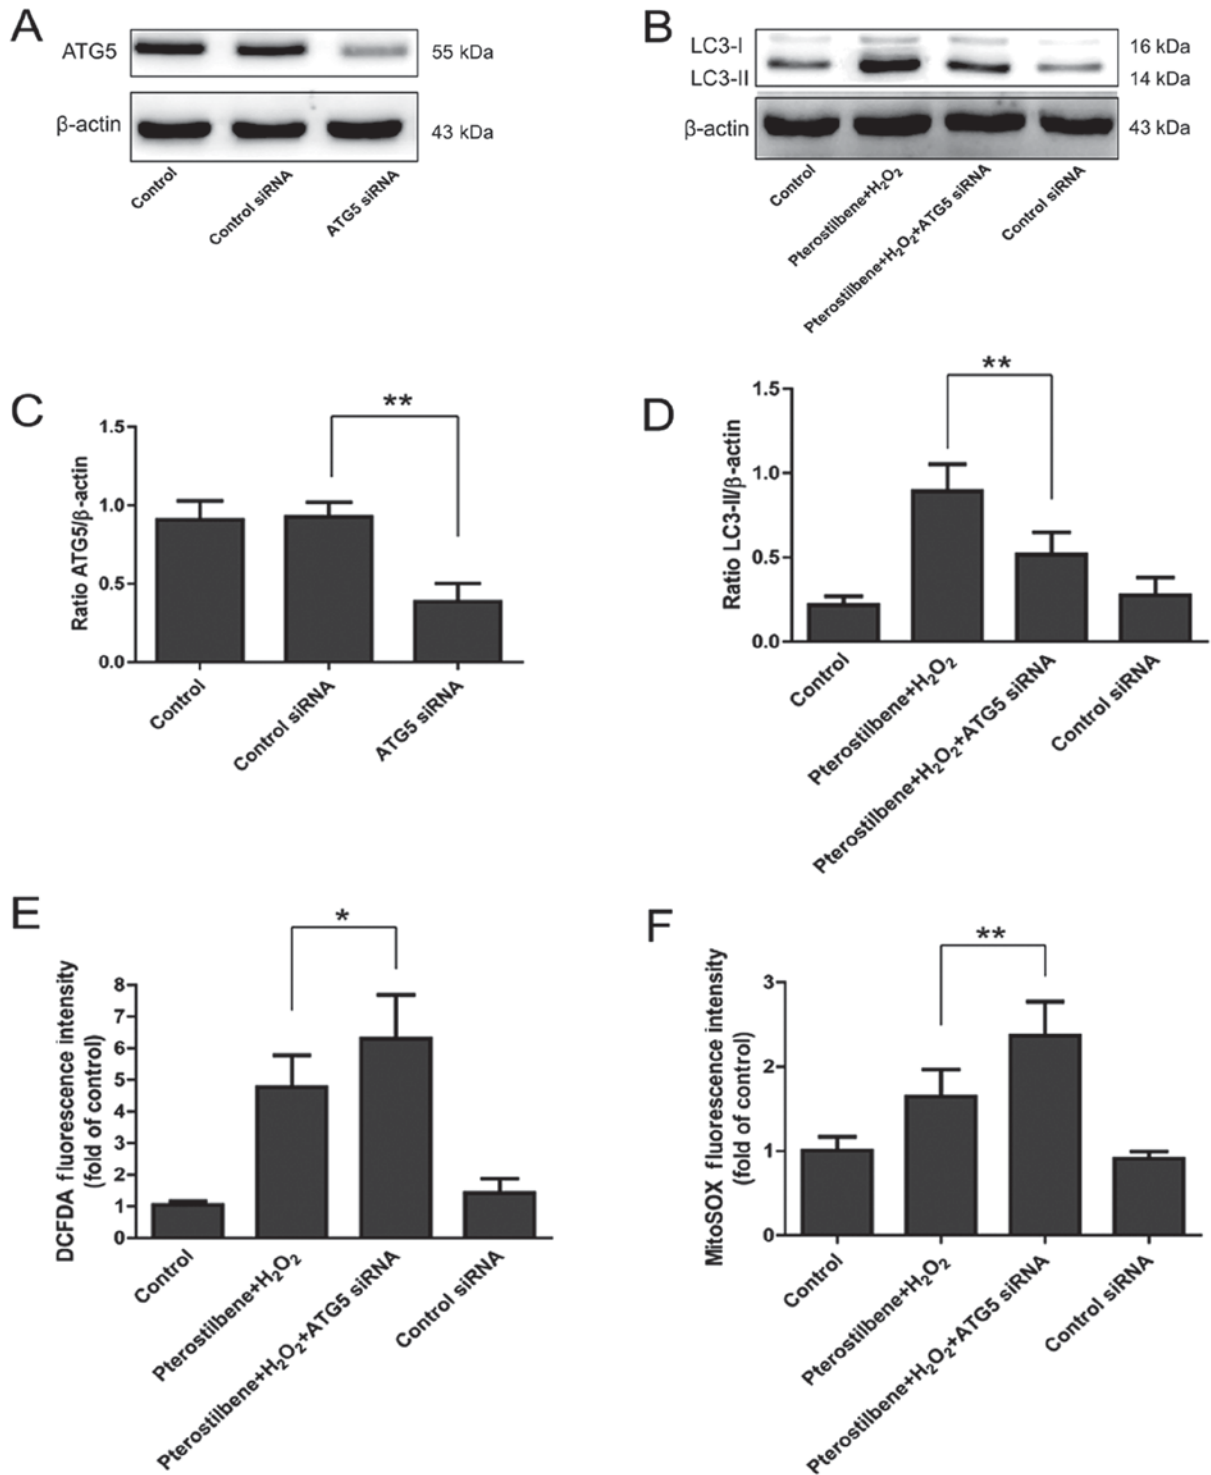 A
ATG5
55 kDa
β-actin
43 kDa
Control
Control siRNA
ATG5 siRNA
B
LC3-I
16 kDa
LC3-II
14 kDa
β-actin
43 kDa
Control
Pterostilbene+H₂O₂
Pterostilbene+H₂O₂+ATG5 siRNA
Control siRNA
C
**
Ratio ATG5/β-actin
1.5
1.0
0.5
0.0
Control
Control siRNA
ATG5 siRNA
D
**
Ratio LC3-II/β-actin
1.5
1.0
0.5
0.0
Control
Pterostilbene+H₂O₂
Pterostilbene+H₂O₂+ATG5 siRNA
Control siRNA
E
*
DCFDA fluorescence intensity
(fold of control)
8
7
6
5
4
3
2
1
0
Control
Pterostilbene+H₂O₂
Pterostilbene+H₂O₂+ATG5 siRNA
Control siRNA
F
**
MitoSOX fluorescence intensity
(fold of control)
3
2
1
0
Control
Pterostilbene+H₂O₂
Pterostilbene+H₂O₂+ATG5 siRNA
Control siRNA